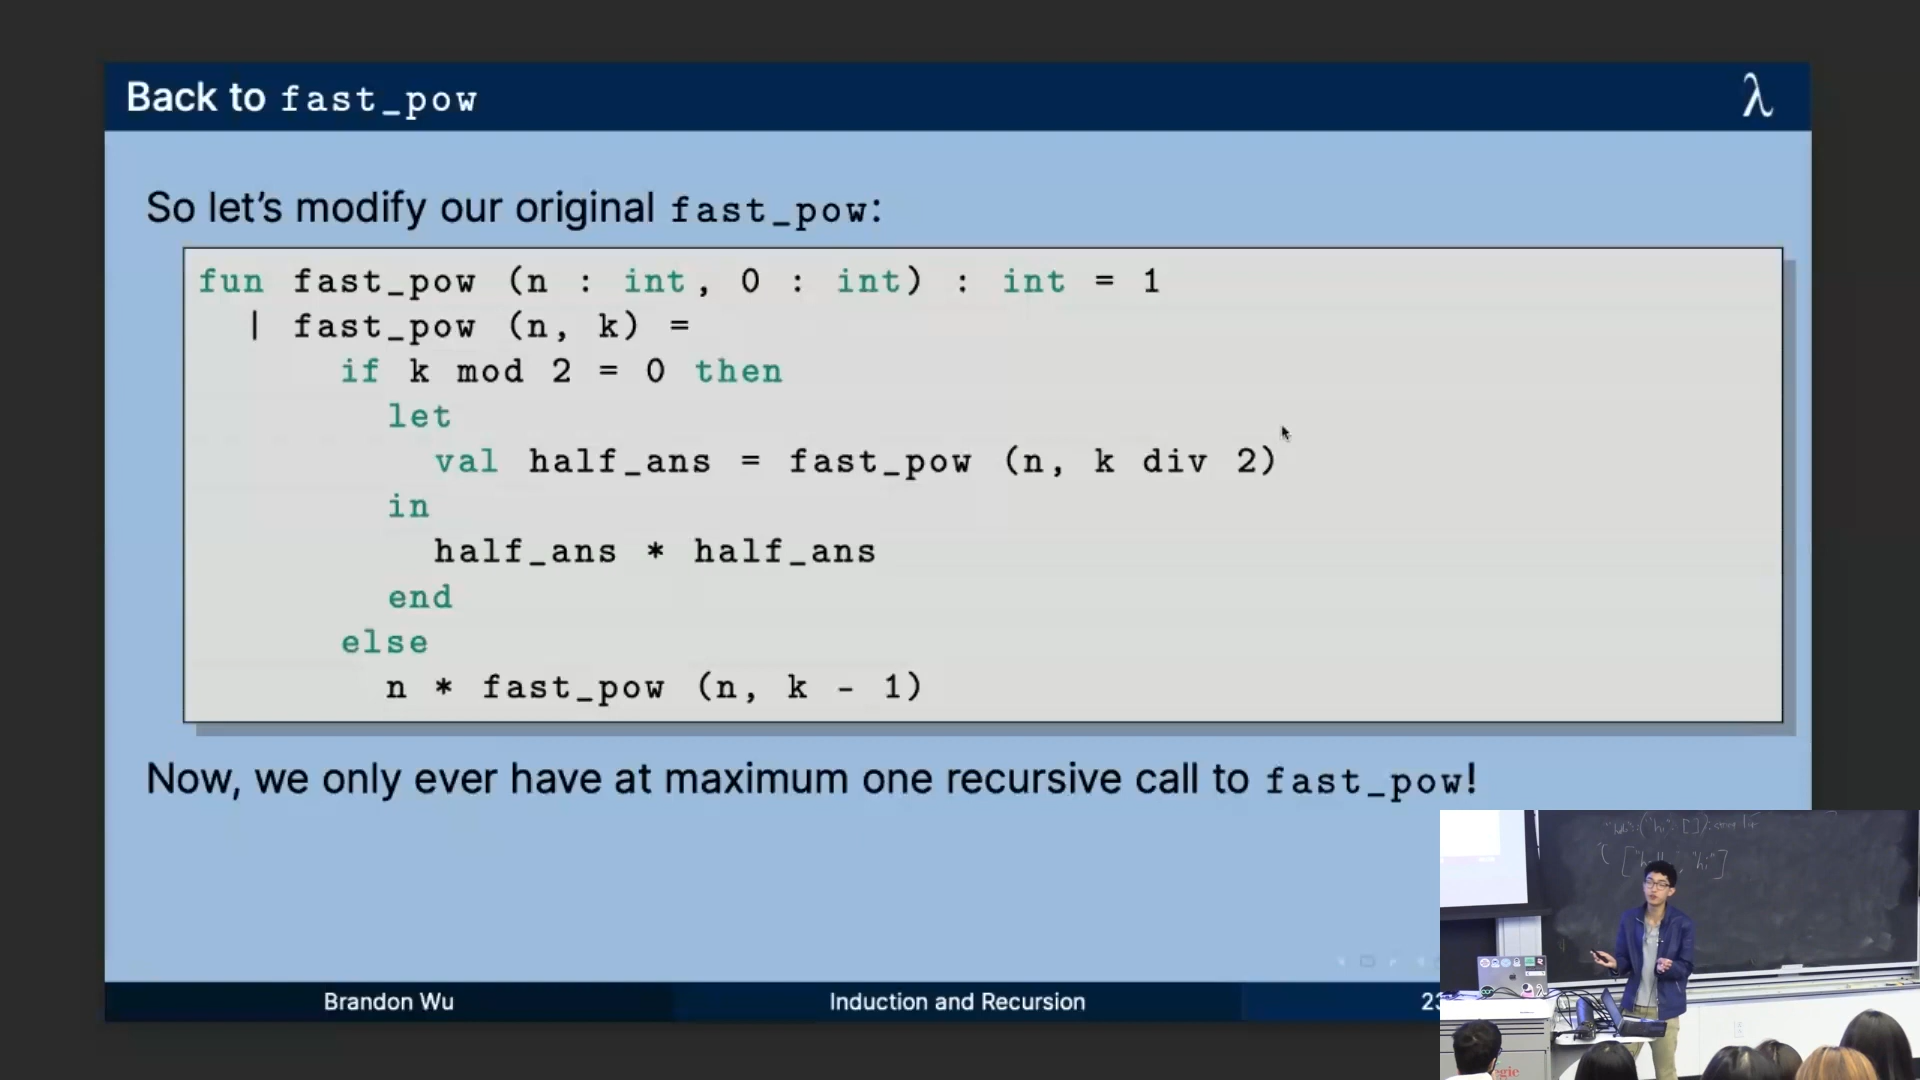 Back to fast_pow λ
So let's modify our original fast_pow:
fun fast_pow (n : int, 0 : int) : int = 1
| fast_pow (n, k) =
if k mod 2 = 0 then
let
val half_ans = fast_pow (n, k div 2)
in
half_ans * half_ans
end
else
n * fast_pow (n, k - 1)
Now, we only ever have at maximum one recursive call to fast_pow!
Brandon Wu Induction and Recursion